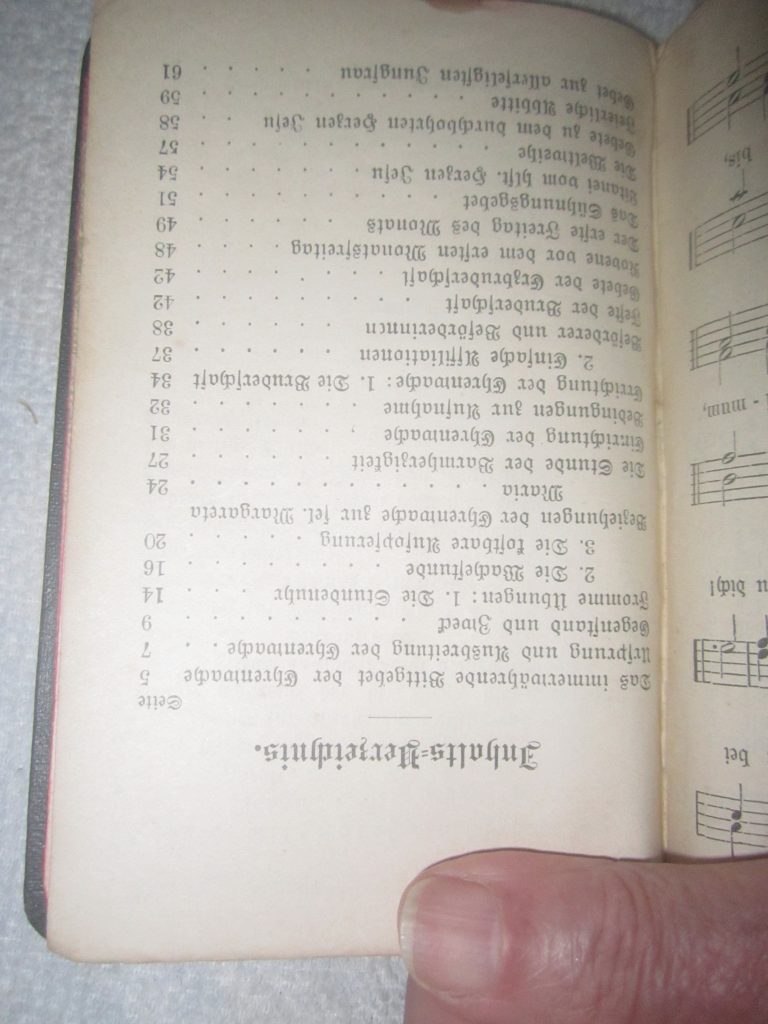 Inhalts-Verzeichnis.
Seite
Das immerwährende Bittgebet der Ehrenwache 5
Ursprung und Ausbreitung der Ehrenwache . . 7
Gegenstand und Zweck . . . . . . . . 9
Fromme Übungen: 1. Die Stundenuhr . . . 14
2. Die Wachestunde . . . . . . . 16
3. Die kostbare Aufopferung . . . . . 20
Beziehungen der Ehrenwache zur sel. Margareta
Maria . . . . . . . . . . . . 24
Die Stunde der Barmherzigkeit . . . . . . 27
Einrichtung der Ehrenwache . . . . . . . 31
Bedingungen zur Aufnahme . . . . . . . 32
Errichtung der Ehrenwache: 1. Die Bruderschaft 34
2. Einfache Affiliationen . . . . . . 37
Beförderer und Beförderinnen . . . . . . 38
Feste der Bruderschaft . . . . . . . . 42
Gebete der Erzbruderschaft . . . . . . . 42
Novene vor dem ersten Monatsfreitag . . . 48
Der erste Freitag des Monats . . . . . . 49
Das Sühnungsgebet . . . . . . . . 51
Litanei vom hlst. Herzen Jesu . . . . . . 54
Die Weltweihe . . . . . . . . . 57
Gebete zu dem durchbohrten Herzen Jesu . . 58
Feierliche Abbitte . . . . . . . . . 59
Gebet zur allerseligsten Jungfrau . . . . . 61
bei
u dich!
- mum,
bis,